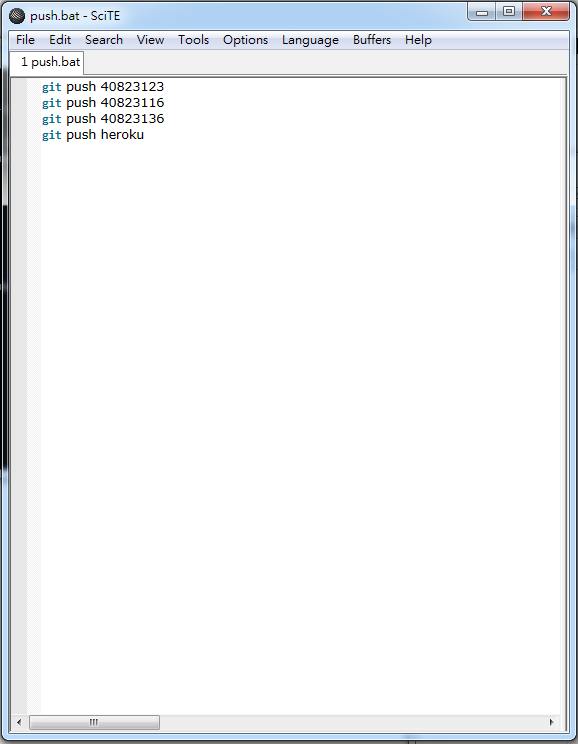 push.bat - SciTE
File Edit Search View Tools Options Language Buffers Help
1 push.bat
git push 40823123
git push 40823116
git push 40823136
git push heroku